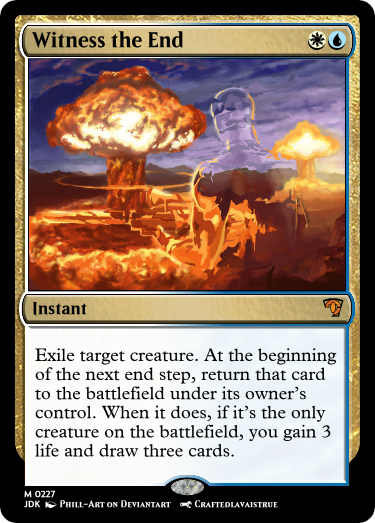 Witness the End
Instant
Exile target creature. At the beginning
of the next end step, return that card
to the battlefield under its owner's
control. When it does, if it's the only
creature on the battlefield, you gain 3
life and draw three cards.
M 0227
JDK Phill-Art on Deviantart Craftedlavaistrue